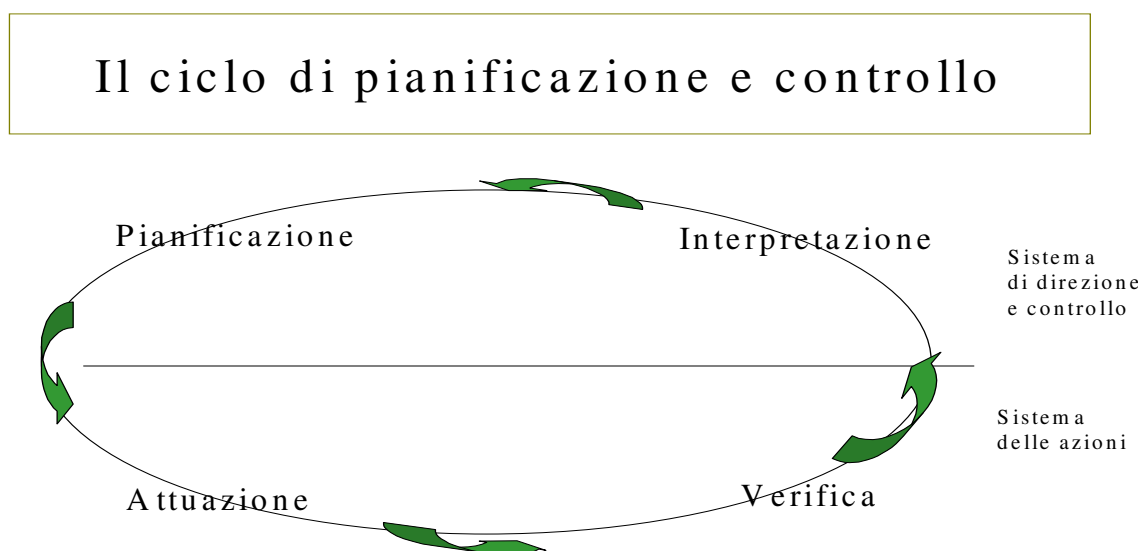 Il ciclo di pianificazione e controllo
Pianificazione
Interpretazione
Sistema
di direzione
e controllo
Sistema
delle azioni
Attuazione
Verifica